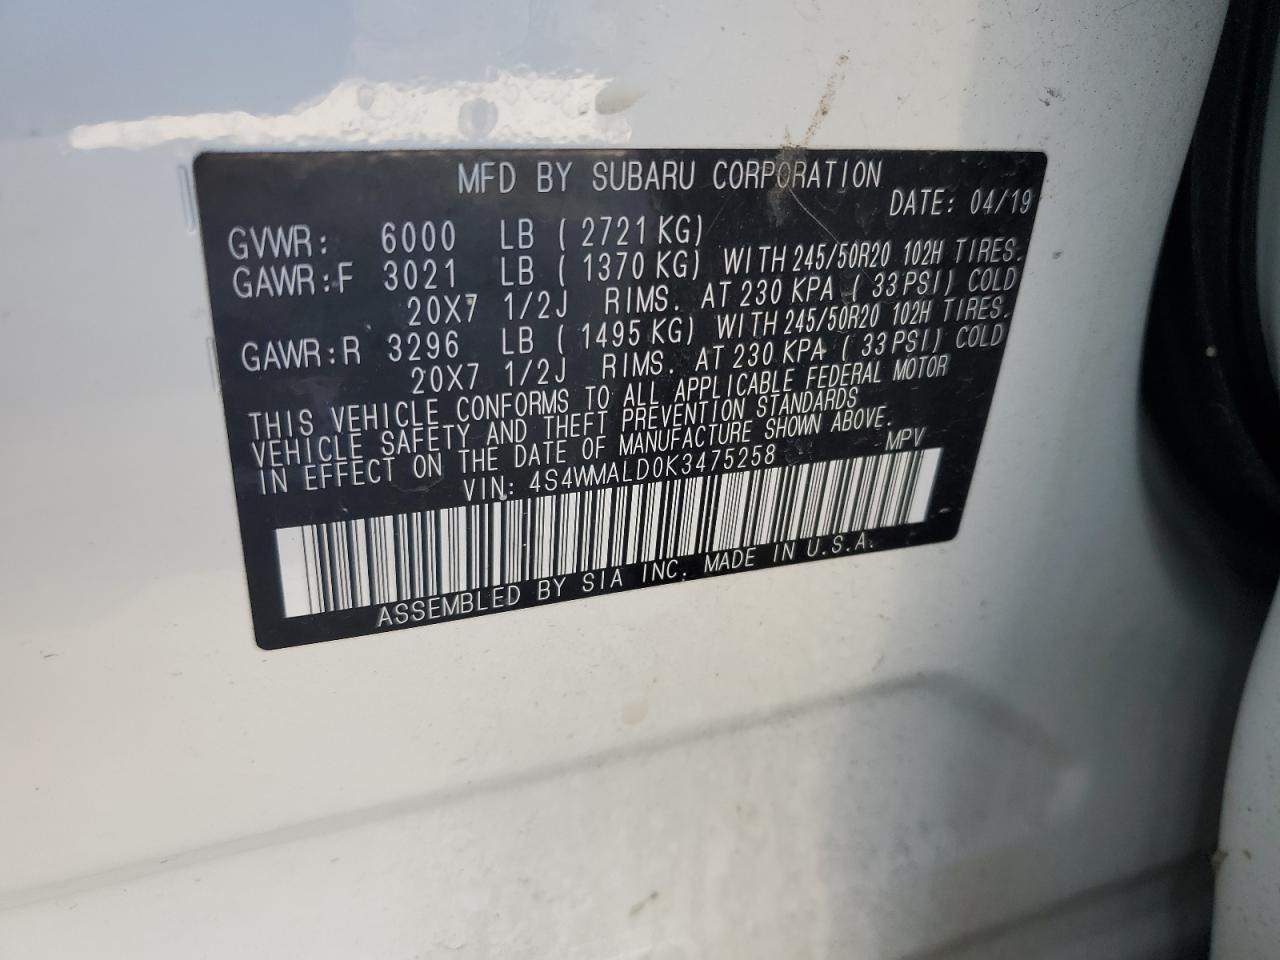 MFD BY SUBARU CORPORATION
DATE: 04/19
GVWR: 6000 LB ( 2721 KG)
GAWR:F 3021 LB ( 1370 KG) WITH 245/50R20 102H TIRES.
20X7 1/2J RIMS. AT 230 KPA ( 33 PSI) COLD
GAWR:R 3296 LB ( 1495 KG) WITH 245/50R20 102H TIRES.
20X7 1/2J RIMS. AT 230 KPA ( 33 PSI) COLD
THIS VEHICLE CONFORMS TO ALL APPLICABLE FEDERAL MOTOR
VEHICLE SAFETY AND THEFT PREVENTION STANDARDS
IN EFFECT ON THE DATE OF MANUFACTURE SHOWN ABOVE.
VIN: 4S4WMALD0K3475258 MPV
ASSEMBLED BY SIA INC. MADE IN U.S.A.